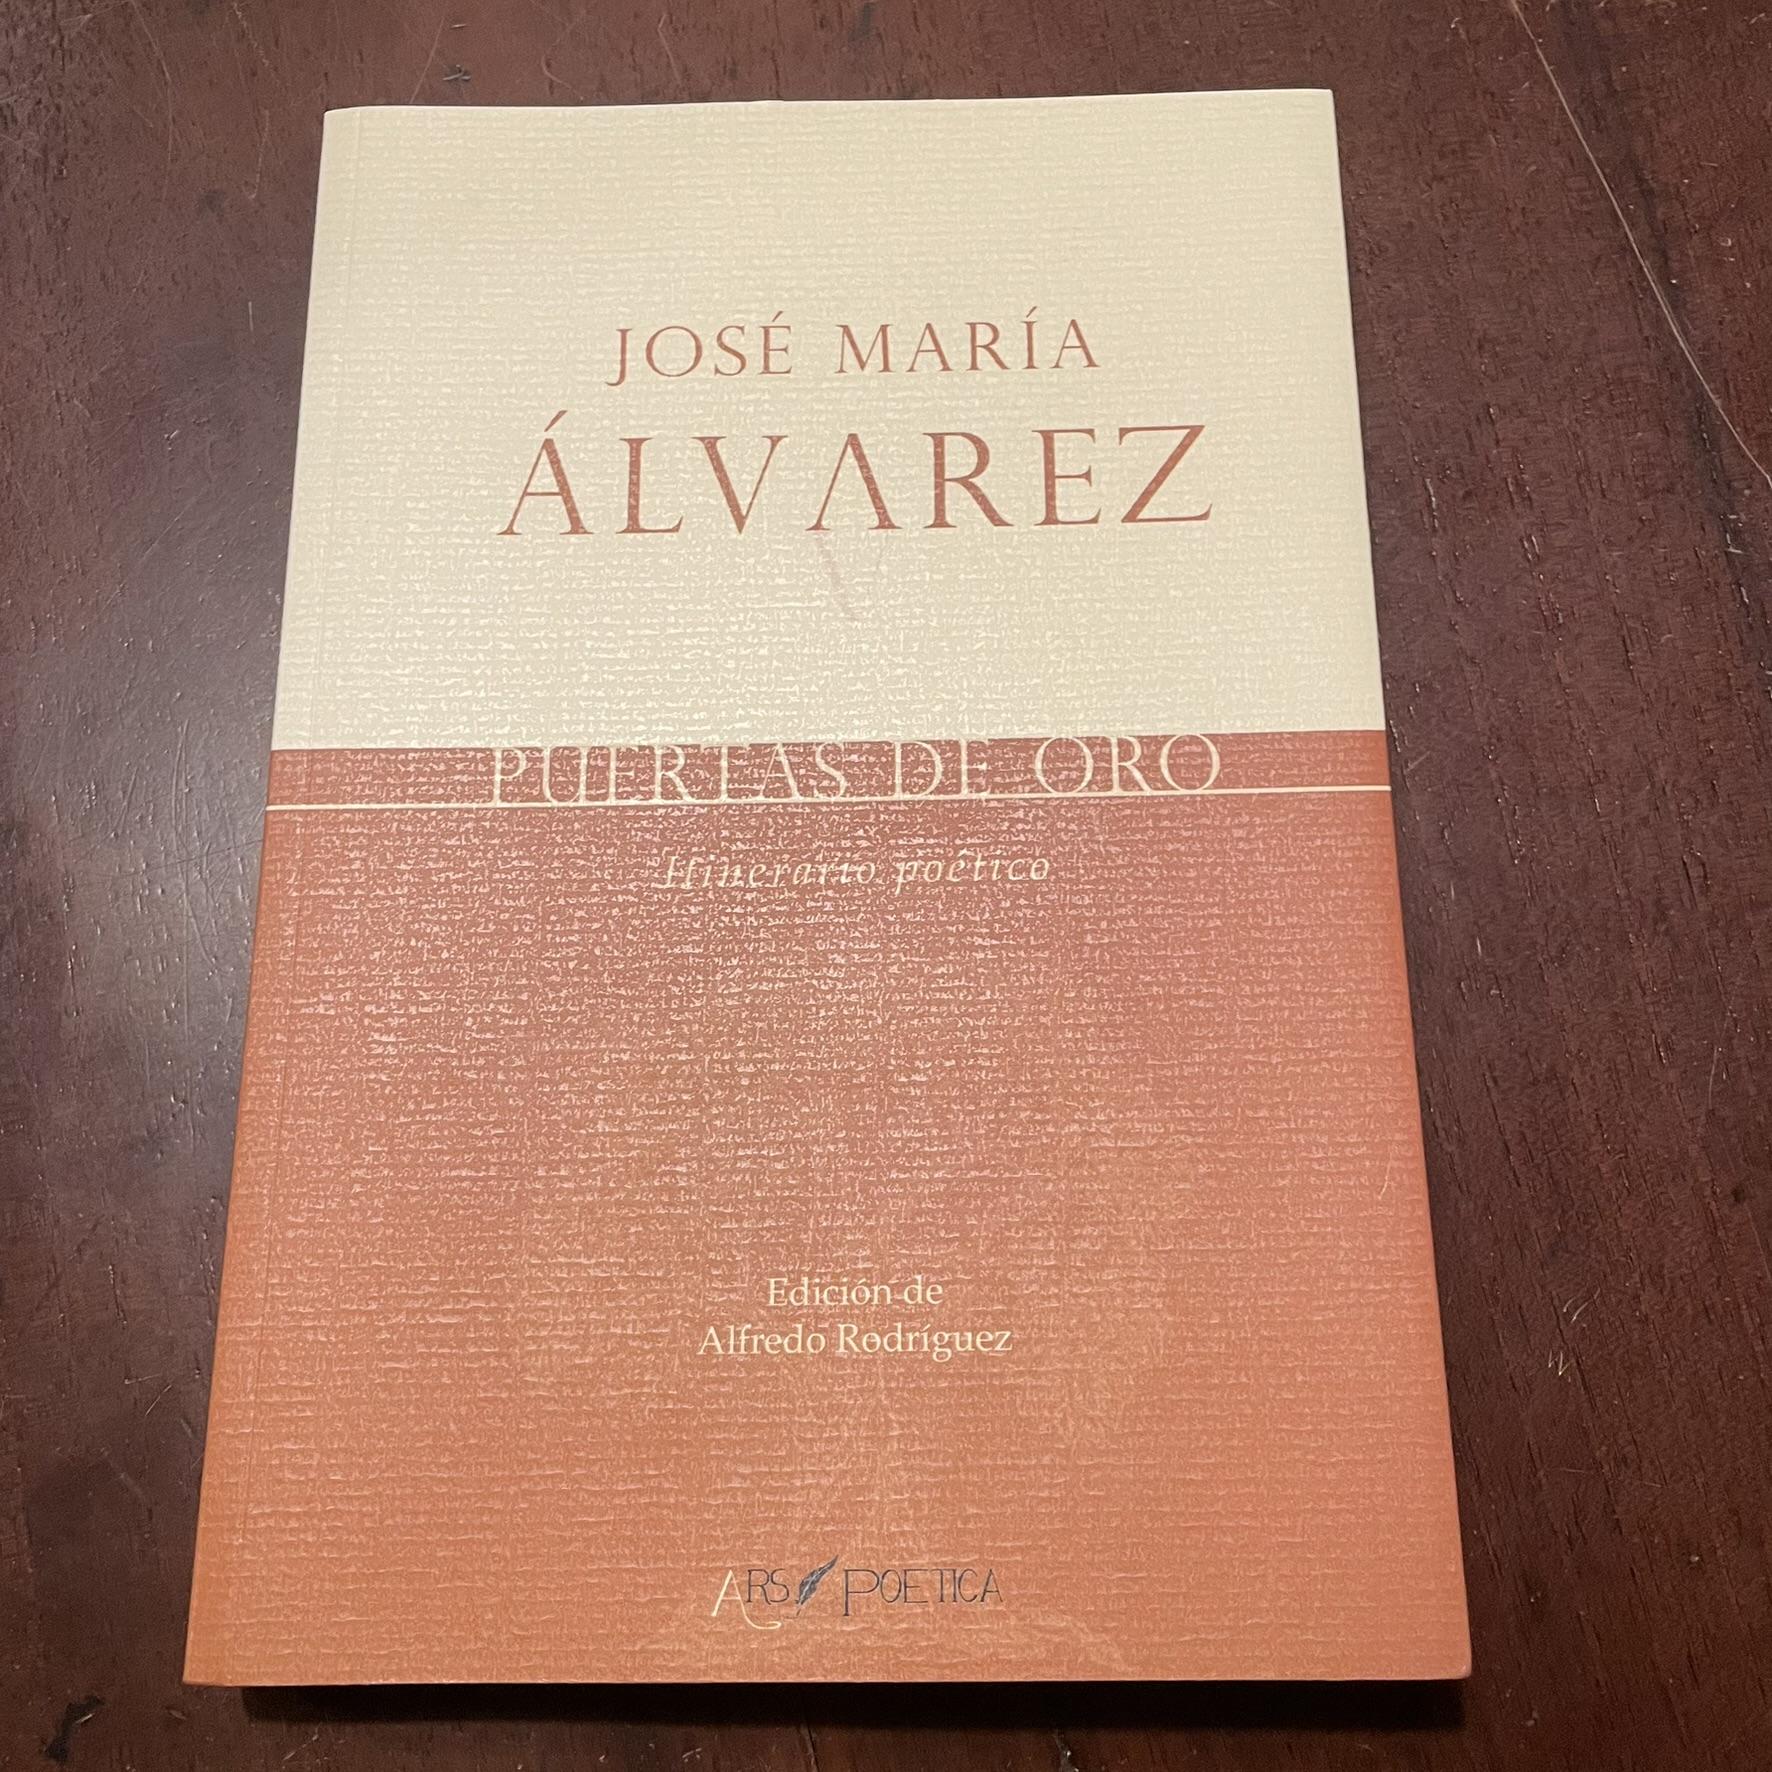 JOSÉ MARÍA
ÁLVAREZ
PUERTAS DE ORO
Itinerario poético
Edición de
Alfredo Rodríguez
ARS POETICA